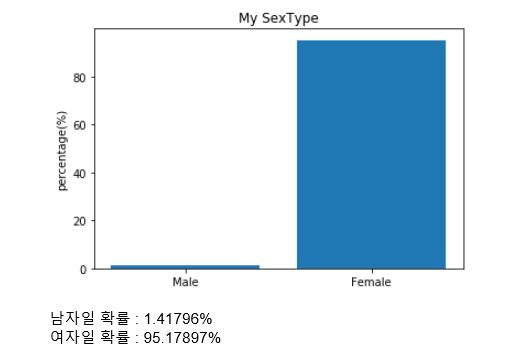 My SexType
percentage(%)
80
60
40
20
0
Male Female
남자일 확률 : 1.41796%
여자일 확률 : 95.17897%